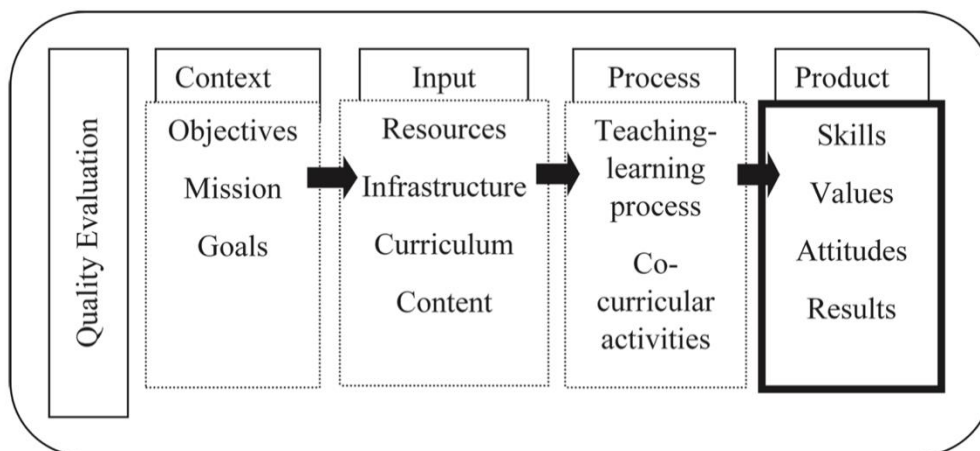 Quality Evaluation
Context
Objectives
Mission
Goals
Input
Resources
Infrastructure
Curriculum
Content
Process
Teaching-
learning
process
Co-
curricular
activities
Product
Skills
Values
Attitudes
Results